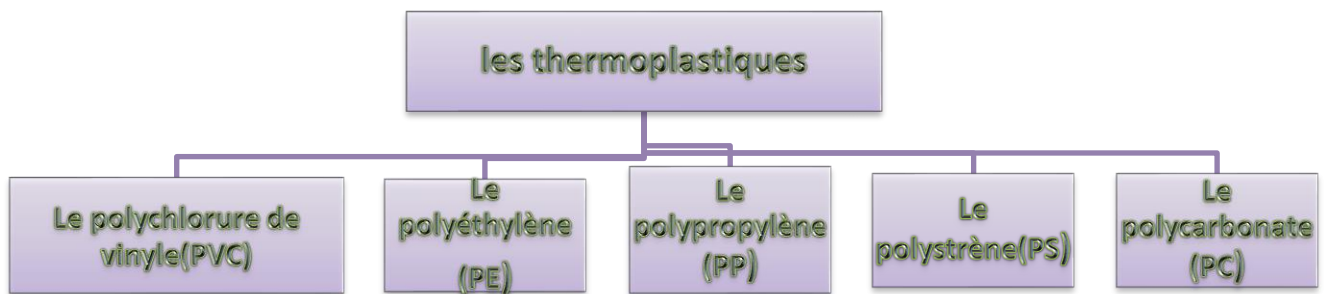 les thermoplastiques
Le polychlorure de
vinyle(PVC)
Le
polyéthylène
(PE)
Le
polypropylène
(PP)
Le
polystrène(PS)
Le
polycarbonate
(PC)